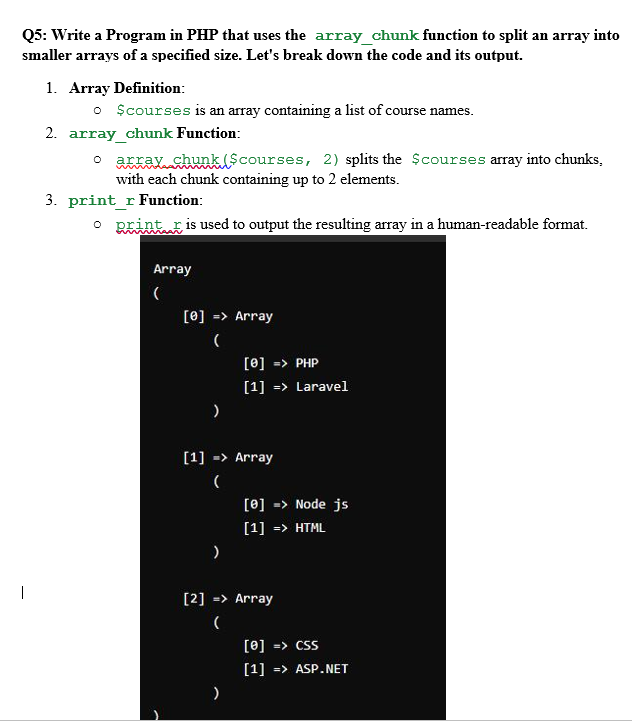 Q5: Write a Program in PHP that uses the array_chunk function to split an array into
smaller arrays of a specified size. Let's break down the code and its output.
1. Array Definition:
o $courses is an array containing a list of course names.
2. array_chunk Function:
o array_chunk($courses, 2) splits the $courses array into chunks,
with each chunk containing up to 2 elements.
3. print_r Function:
o print_r is used to output the resulting array in a human-readable format.
Array
(
[0] => Array
(
[0] => PHP
[1] => Laravel
)
[1] => Array
(
[0] => Node js
[1] => HTML
)
[2] => Array
(
[0] => CSS
[1] => ASP.NET
)
)